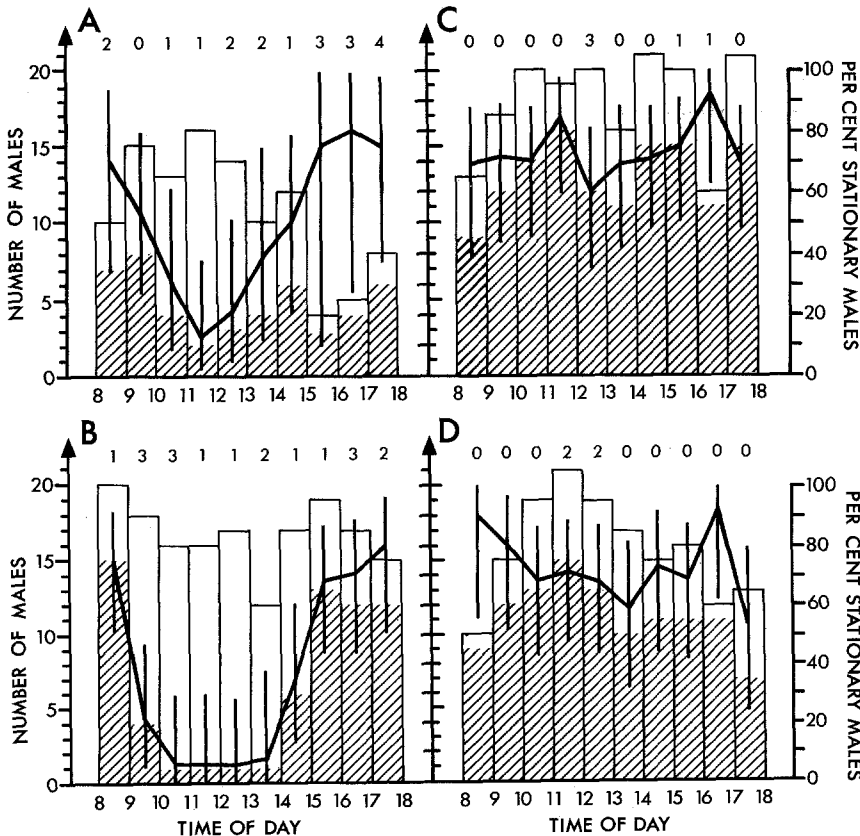 A
2 0 1 1 2 2 1 3 3 4
NUMBER OF MALES
20
15
10
5
0
8 9 10 11 12 13 14 15 16 17 18
C
0 0 0 0 3 0 0 1 1 0
100
80
60
40
20
0
PER CENT STATIONARY MALES
8 9 10 11 12 13 14 15 16 17 18
B
1 3 3 1 1 2 1 1 3 2
NUMBER OF MALES
20
15
10
5
0
8 9 10 11 12 13 14 15 16 17 18
TIME OF DAY
D
0 0 0 2 2 0 0 0 0 0
100
80
60
40
20
0
PER CENT STATIONARY MALES
8 9 10 11 12 13 14 15 16 17 18
TIME OF DAY